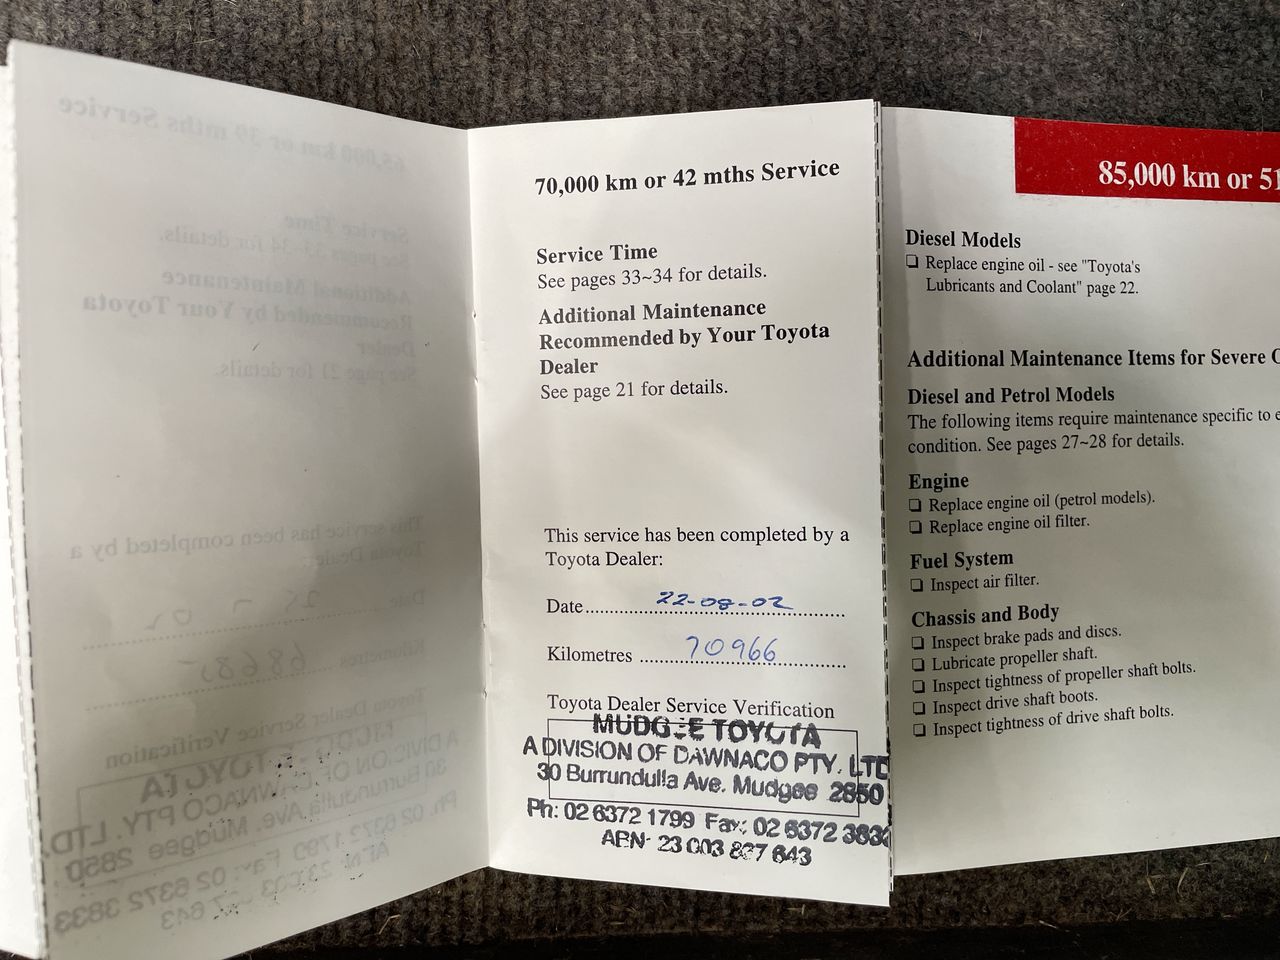 70,000 km or 42 mths Service
Service Time
See pages 33~34 for details.
Additional Maintenance
Recommended by Your Toyota
Dealer
See page 21 for details.
This service has been completed by a
Toyota Dealer:
Date 22-08-02
Kilometres 70966
Toyota Dealer Service Verification
MUDGEE TOYOTA
A DIVISION OF DAWNACO PTY. LTD
30 Burrundulla Ave. Mudgee 2850
Ph: 02 6372 1799 Fax: 02 6372 383
23 003 837 643
85,000 km or 51
Diesel Models
❏ Replace engine oil - see "Toyota's
Lubricants and Coolant" page 22.
Additional Maintenance Items for Severe
Diesel and Petrol Models
The following items require maintenance specific to
condition. See pages 27~28 for details.
Engine
❏ Replace engine oil (petrol models).
❏ Replace engine oil filter.
Fuel System
❏ Inspect air filter.
Chassis and Body
❏ Inspect brake pads and discs.
❏ Lubricate propeller shaft.
❏ Inspect tightness of propeller shaft bolts.
❏ Inspect drive shaft boots.
❏ Inspect tightness of drive shaft bolts.